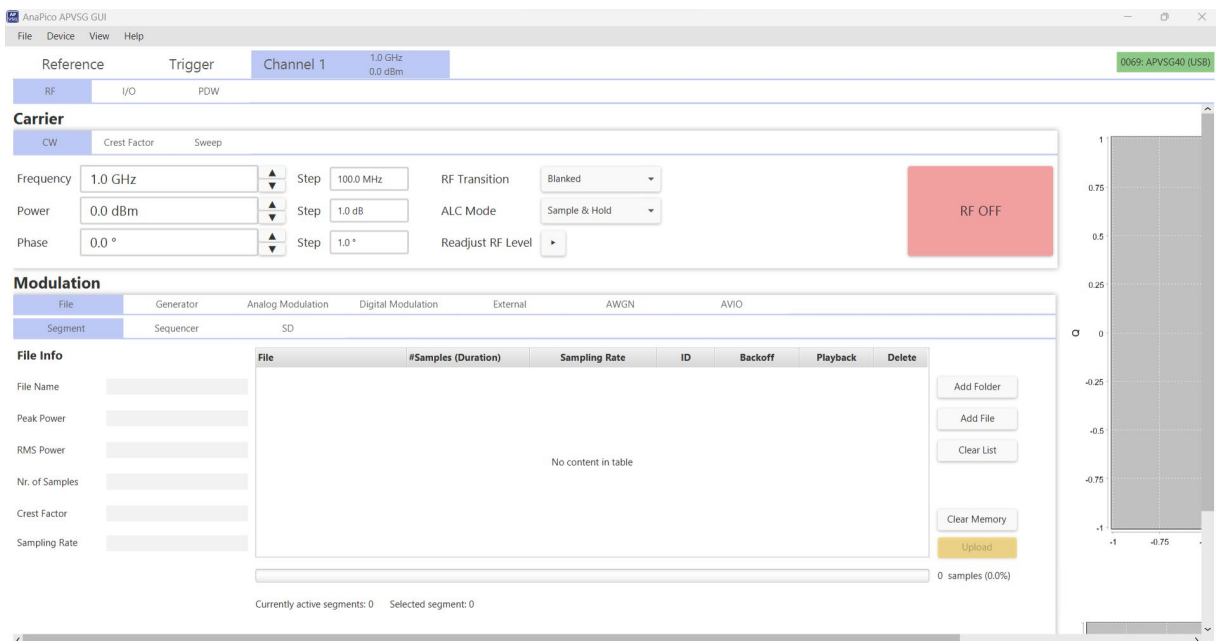 AP VSG AnaPico APVSG GUI
File Device View Help
Reference Trigger Channel 1 1.0 GHz
0.0 dBm
0069: APVSG40 (USB)
RF I/O PDW
Carrier
CW Crest Factor Sweep
Frequency 1.0 GHz Step 100.0 MHz RF Transition Blanked
Power 0.0 dBm Step 1.0 dB ALC Mode Sample & Hold
Phase 0.0 ° Step 1.0 ° Readjust RF Level
RF OFF
Modulation
File Generator Analog Modulation Digital Modulation External AWGN AVIO
Segment Sequencer SD
File Info
File Name
Peak Power
RMS Power
Nr. of Samples
Crest Factor
Sampling Rate
File #Samples (Duration) Sampling Rate ID Backoff Playback Delete
No content in table
Add Folder
Add File
Clear List
Clear Memory
Upload
0 samples (0.0%)
Currently active segments: 0 Selected segment: 0
Q
1
0.75
0.5
0.25
0
-0.25
-0.5
-0.75
-1
-1 -0.75